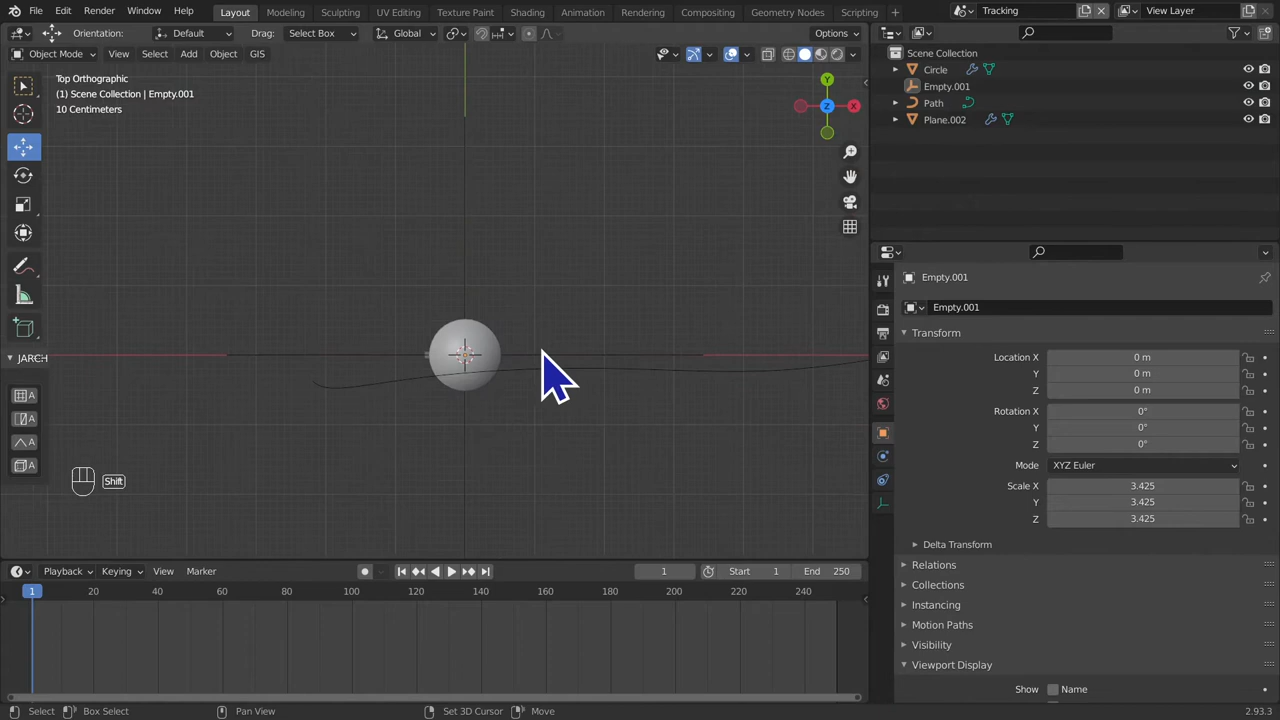 File Edit Render Window Help Layout Modeling Sculpting UV Editing Texture Paint Shading Animation Rendering Compositing Geometry Nodes Scripting + Tracking View Layer
Orientation: Default Drag: Select Box Global Options
Object Mode View Select Add Object GIS
Top Orthographic
(1) Scene Collection | Empty.001
10 Centimeters
Y
Z
X
JARCH
A
A
A
A
Shift
Scene Collection
Circle
Empty.001
Path
Plane.002
Empty.001
Empty.001
Transform
Location X 0 m
Y 0 m
Z 0 m
Rotation X 0°
Y 0°
Z 0°
Mode XYZ Euler
Scale X 3.425
Y 3.425
Z 3.425
Delta Transform
Relations
Collections
Instancing
Motion Paths
Visibility
Viewport Display
Show Name
Playback Keying View Marker 1 Start 1 End 250
1 20 40 60 80 100 120 140 160 180 200 220 240
Select Box Select Pan View Set 3D Cursor Move 2.93.3